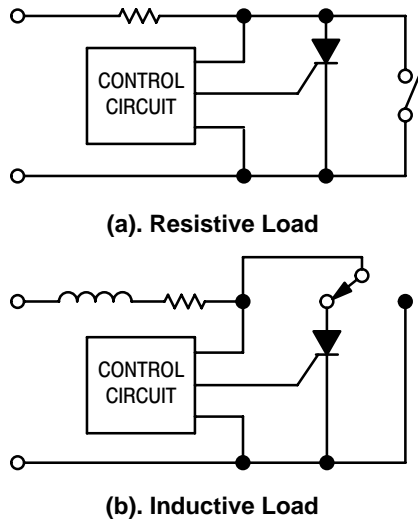 CONTROL
CIRCUIT
(a). Resistive Load
CONTROL
CIRCUIT
(b). Inductive Load